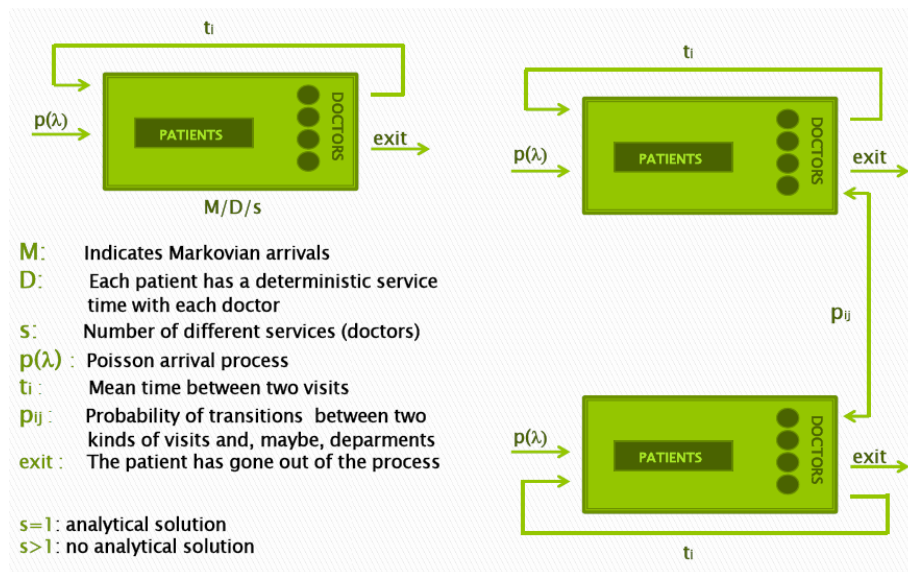 ti
p(λ)
PATIENTS
DOCTORS
exit
M/D/s
M: Indicates Markovian arrivals
D: Each patient has a deterministic service
time with each doctor
s: Number of different services (doctors)
p(λ) : Poisson arrival process
ti : Mean time between two visits
pij : Probability of transitions between two
kinds of visits and, maybe, deparments
exit : The patient has gone out of the process
s=1: analytical solution
s>1: no analytical solution
ti
p(λ)
PATIENTS
DOCTORS
exit
pij
p(λ)
PATIENTS
DOCTORS
exit
ti